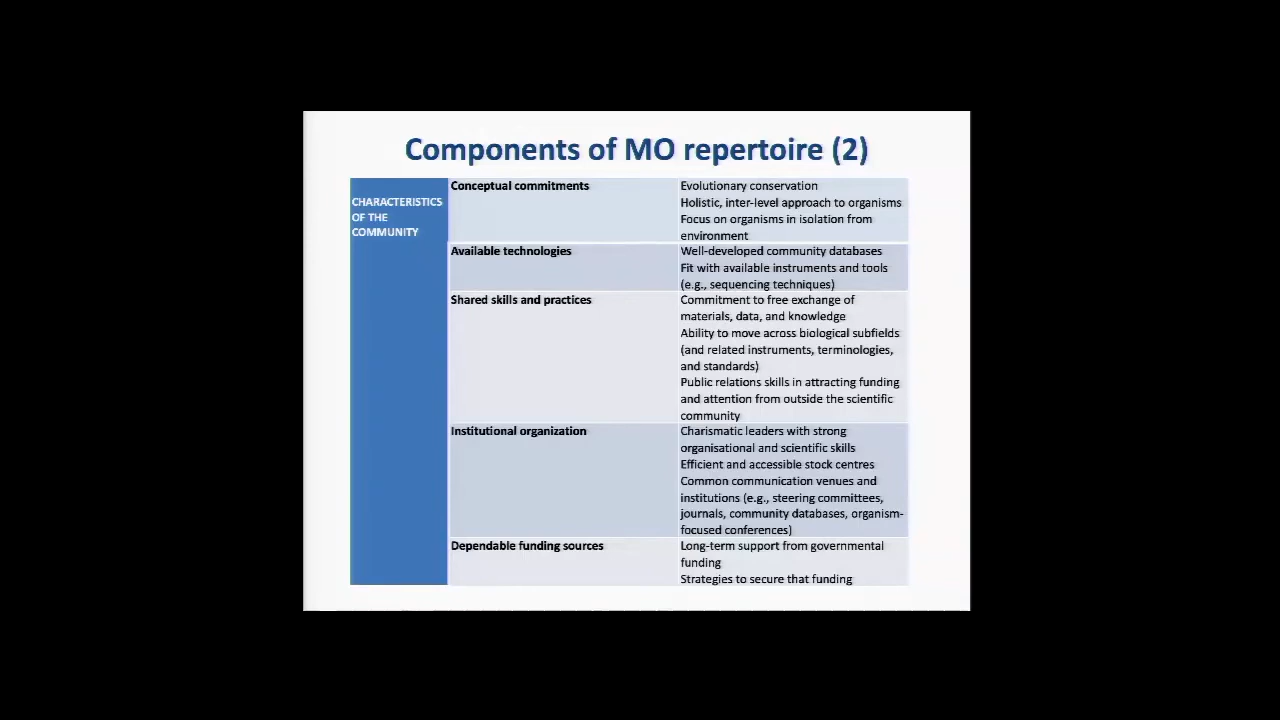 Components of MO repertoire (2)
CHARACTERISTICS
OF THE
COMMUNITY
Conceptual commitments
Evolutionary conservation
Holistic, inter-level approach to organisms
Focus on organisms in isolation from
environment
Available technologies
Well-developed community databases
Fit with available instruments and tools
(e.g., sequencing techniques)
Shared skills and practices
Commitment to free exchange of
materials, data, and knowledge
Ability to move across biological subfields
(and related instruments, terminologies,
and standards)
Public relations skills in attracting funding
and attention from outside the scientific
community
Institutional organization
Charismatic leaders with strong
organisational and scientific skills
Efficient and accessible stock centres
Common communication venues and
institutions (e.g., steering committees,
journals, community databases, organism-
focused conferences)
Dependable funding sources
Long-term support from governmental
funding
Strategies to secure that funding